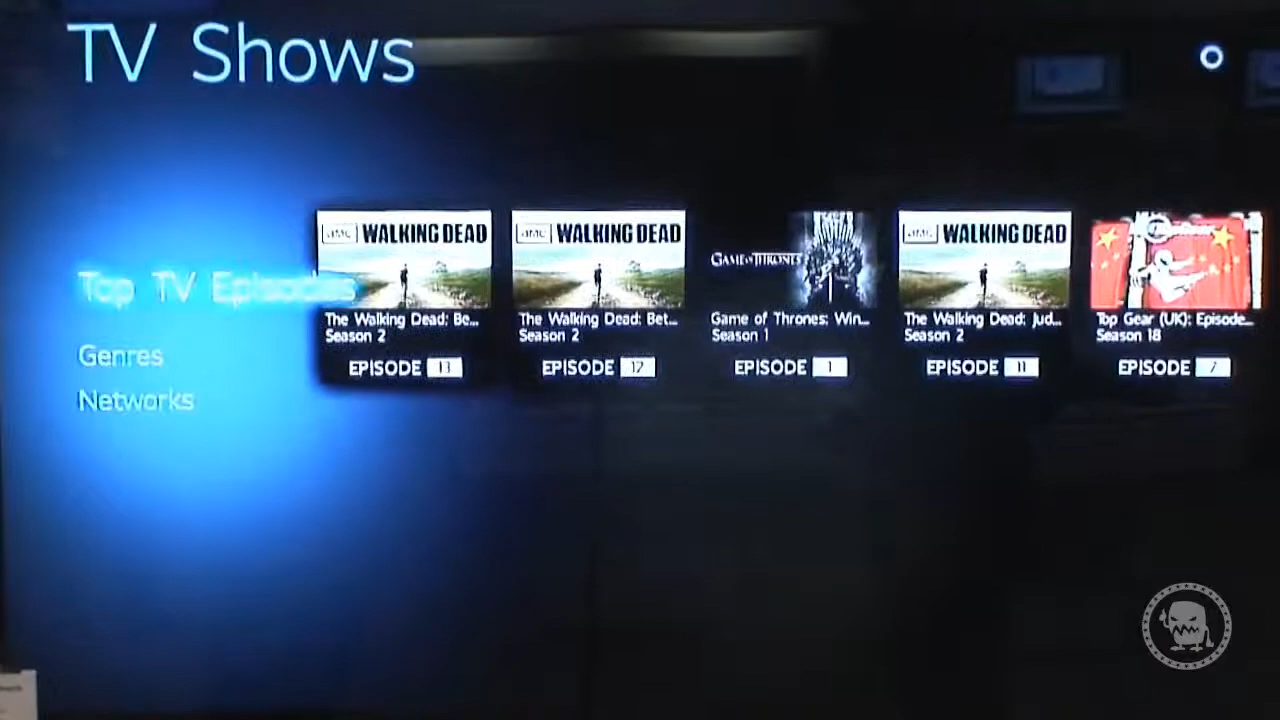 TV Shows
Top TV Episodes
Genres
Networks
amc WALKING DEAD
The Walking Dead: Be...
Season 2
EPISODE 13
amc WALKING DEAD
The Walking Dead: Bet...
Season 2
EPISODE 12
GAME OF THRONES
Game of Thrones: Win...
Season 1
EPISODE 1
amc WALKING DEAD
The Walking Dead: Jud...
Season 2
EPISODE 11
TopGear
Top Gear (UK): Episode...
Season 18
EPISODE 7